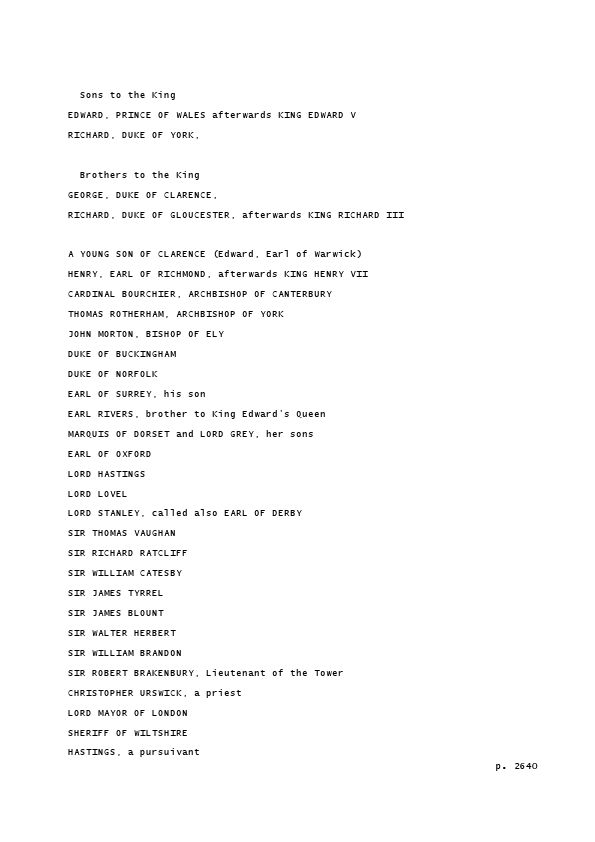 Sons to the King
EDWARD, PRINCE OF WALES afterwards KING EDWARD V
RICHARD, DUKE OF YORK,
Brothers to the King
GEORGE, DUKE OF CLARENCE,
RICHARD, DUKE OF GLOUCESTER, afterwards KING RICHARD III
A YOUNG SON OF CLARENCE (Edward, Earl of Warwick)
HENRY, EARL OF RICHMOND, afterwards KING HENRY VII
CARDINAL BOURCHIER, ARCHBISHOP OF CANTERBURY
THOMAS ROTHERHAM, ARCHBISHOP OF YORK
JOHN MORTON, BISHOP OF ELY
DUKE OF BUCKINGHAM
DUKE OF NORFOLK
EARL OF SURREY, his son
EARL RIVERS, brother to King Edward's Queen
MARQUIS OF DORSET and LORD GREY, her sons
EARL OF OXFORD
LORD HASTINGS
LORD LOVEL
LORD STANLEY, called also EARL OF DERBY
SIR THOMAS VAUGHAN
SIR RICHARD RATCLIFF
SIR WILLIAM CATESBY
SIR JAMES TYRREL
SIR JAMES BLOUNT
SIR WALTER HERBERT
SIR WILLIAM BRANDON
SIR ROBERT BRAKENBURY, Lieutenant of the Tower
CHRISTOPHER URSWICK, a priest
LORD MAYOR OF LONDON
SHERIFF OF WILTSHIRE
HASTINGS, a pursuivant
p. 2640